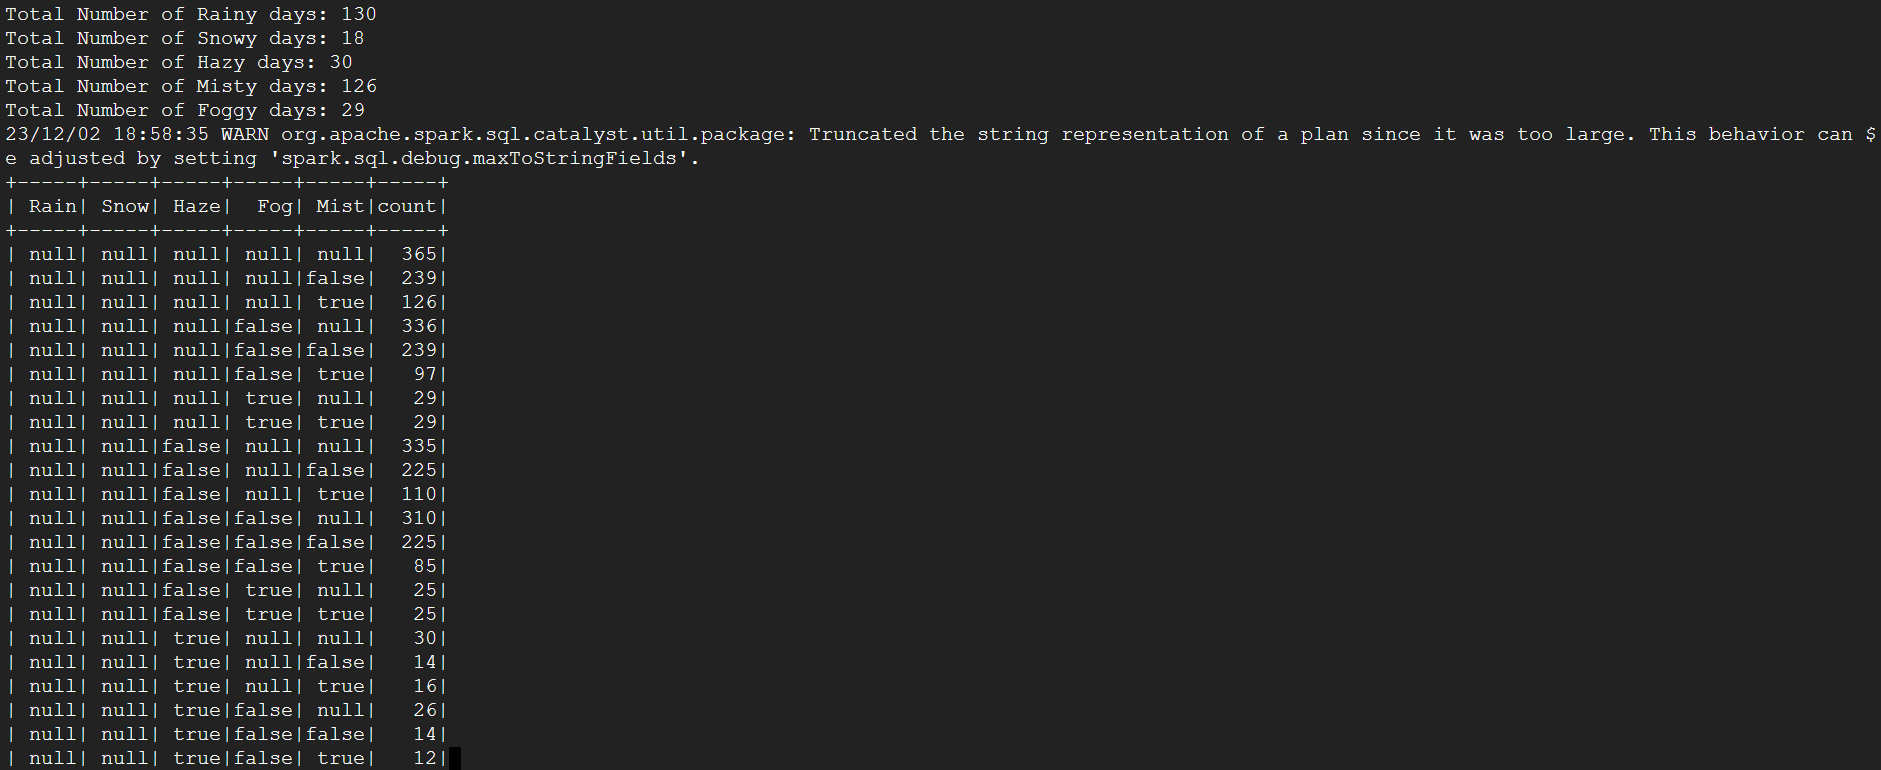 Total Number of Rainy days: 130
Total Number of Snowy days: 18
Total Number of Hazy days: 30
Total Number of Misty days: 126
Total Number of Foggy days: 29
23/12/02 18:58:35 WARN org.apache.spark.sql.catalyst.util.package: Truncated the string representation of a plan since it was too large. This behavior can $
e adjusted by setting 'spark.sql.debug.maxToStringFields'.
+-----+-----+-----+-----+-----+-----+
| Rain| Snow| Haze|  Fog| Mist|count|
+-----+-----+-----+-----+-----+-----+
| null| null| null| null| null|  365|
| null| null| null| null|false|  239|
| null| null| null| null| true|  126|
| null| null| null|false| null|  336|
| null| null| null|false|false|  239|
| null| null| null|false| true|   97|
| null| null| null| true| null|   29|
| null| null| null| true| true|   29|
| null| null|false| null| null|  335|
| null| null|false| null|false|  225|
| null| null|false| null| true|  110|
| null| null|false|false| null|  310|
| null| null|false|false|false|  225|
| null| null|false|false| true|   85|
| null| null|false| true| null|   25|
| null| null|false| true| true|   25|
| null| null| true| null| null|   30|
| null| null| true| null|false|   14|
| null| null| true| null| true|   16|
| null| null| true|false| null|   26|
| null| null| true|false|false|   14|
| null| null| true|false| true|   12|